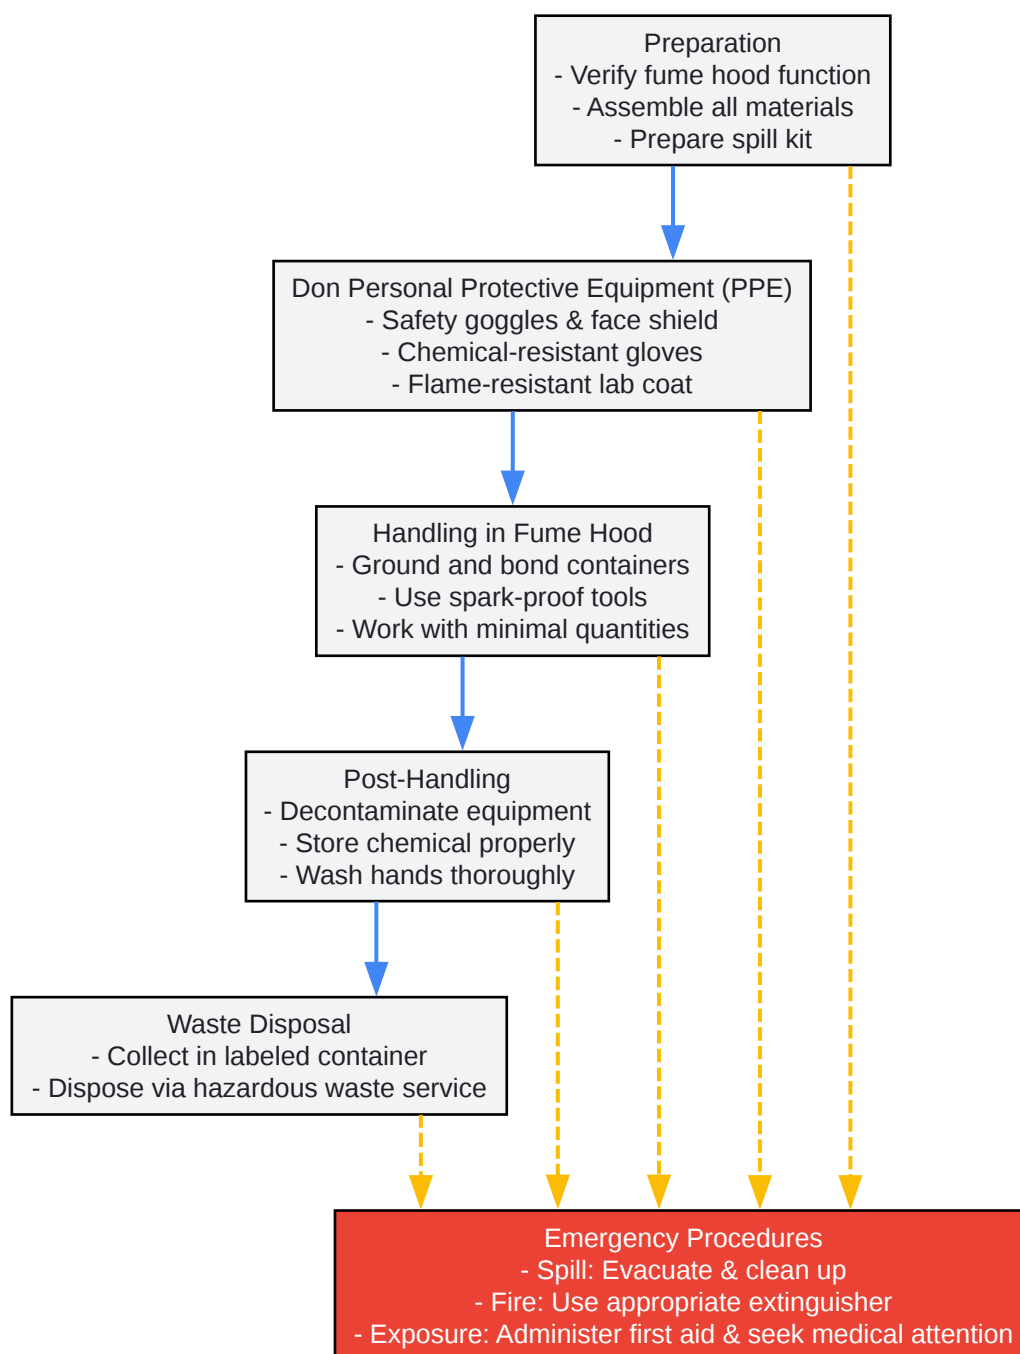 Preparation
- Verify fume hood function
- Assemble all materials
- Prepare spill kit
Don Personal Protective Equipment (PPE)
- Safety goggles & face shield
- Chemical-resistant gloves
- Flame-resistant lab coat
Handling in Fume Hood
- Ground and bond containers
- Use spark-proof tools
- Work with minimal quantities
Post-Handling
- Decontaminate equipment
- Store chemical properly
- Wash hands thoroughly
Waste Disposal
- Collect in labeled container
- Dispose via hazardous waste service
Emergency Procedures
- Spill: Evacuate & clean up
- Fire: Use appropriate extinguisher
- Exposure: Administer first aid & seek medical attention